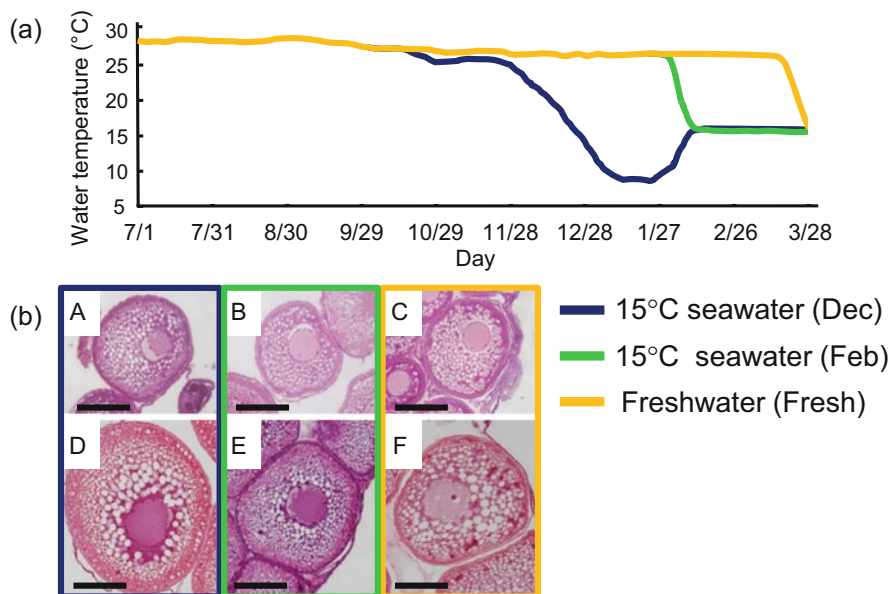 (a)
Water temperature (°C)
30
25
20
15
10
5
7/1 7/31 8/30 9/29 10/29 11/28 12/28 1/27 2/26 3/28
Day
(b)
A B C
D E F
15°C seawater (Dec)
15°C seawater (Feb)
Freshwater (Fresh)